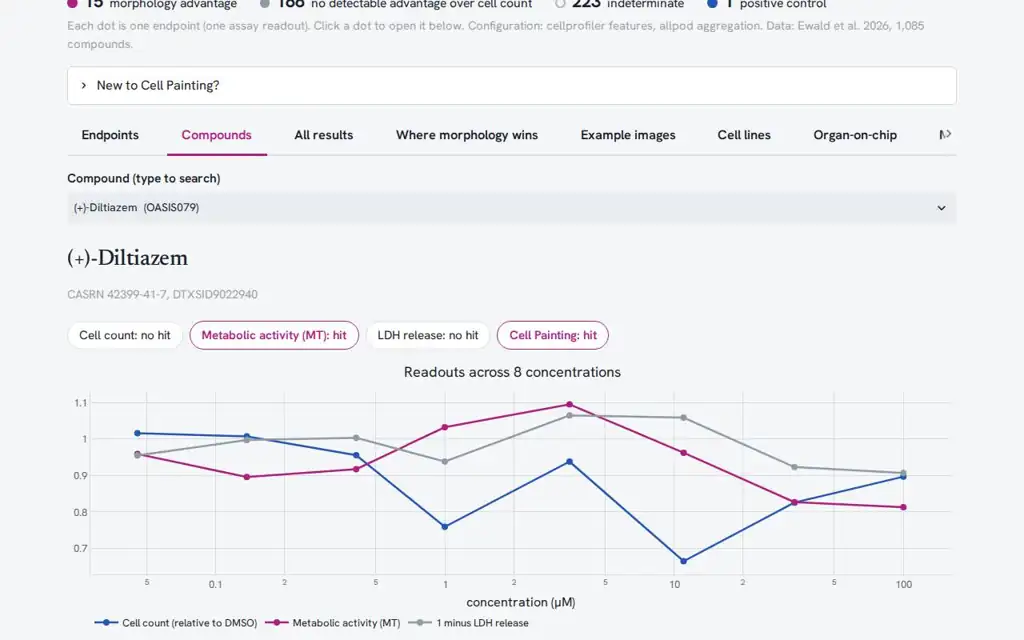 15 morphology advantage 166 no detectable advantage over cell count 223 indeterminate 1 positive control
Each dot is one endpoint (one assay readout). Click a dot to open it below. Configuration: cellprofiler features, allpod aggregation. Data: Ewald et al. 2026, 1,085
compounds.
New to Cell Painting?
Endpoints Compounds All results Where morphology wins Example images Cell lines Organ-on-chip
Compound (type to search)
(+)-Diltiazem (OASIS079)
(+)-Diltiazem
CASRN 42399-41-7, DTXSID9022940
Cell count: no hit Metabolic activity (MT): hit LDH release: no hit Cell Painting: hit
Readouts across 8 concentrations
1.1
1
0.9
0.8
0.7
5 0.1 2 5 1 2 5 10 2 5 100
concentration (μM)
Cell count (relative to DMSO) Metabolic activity (MT) 1 minus LDH release